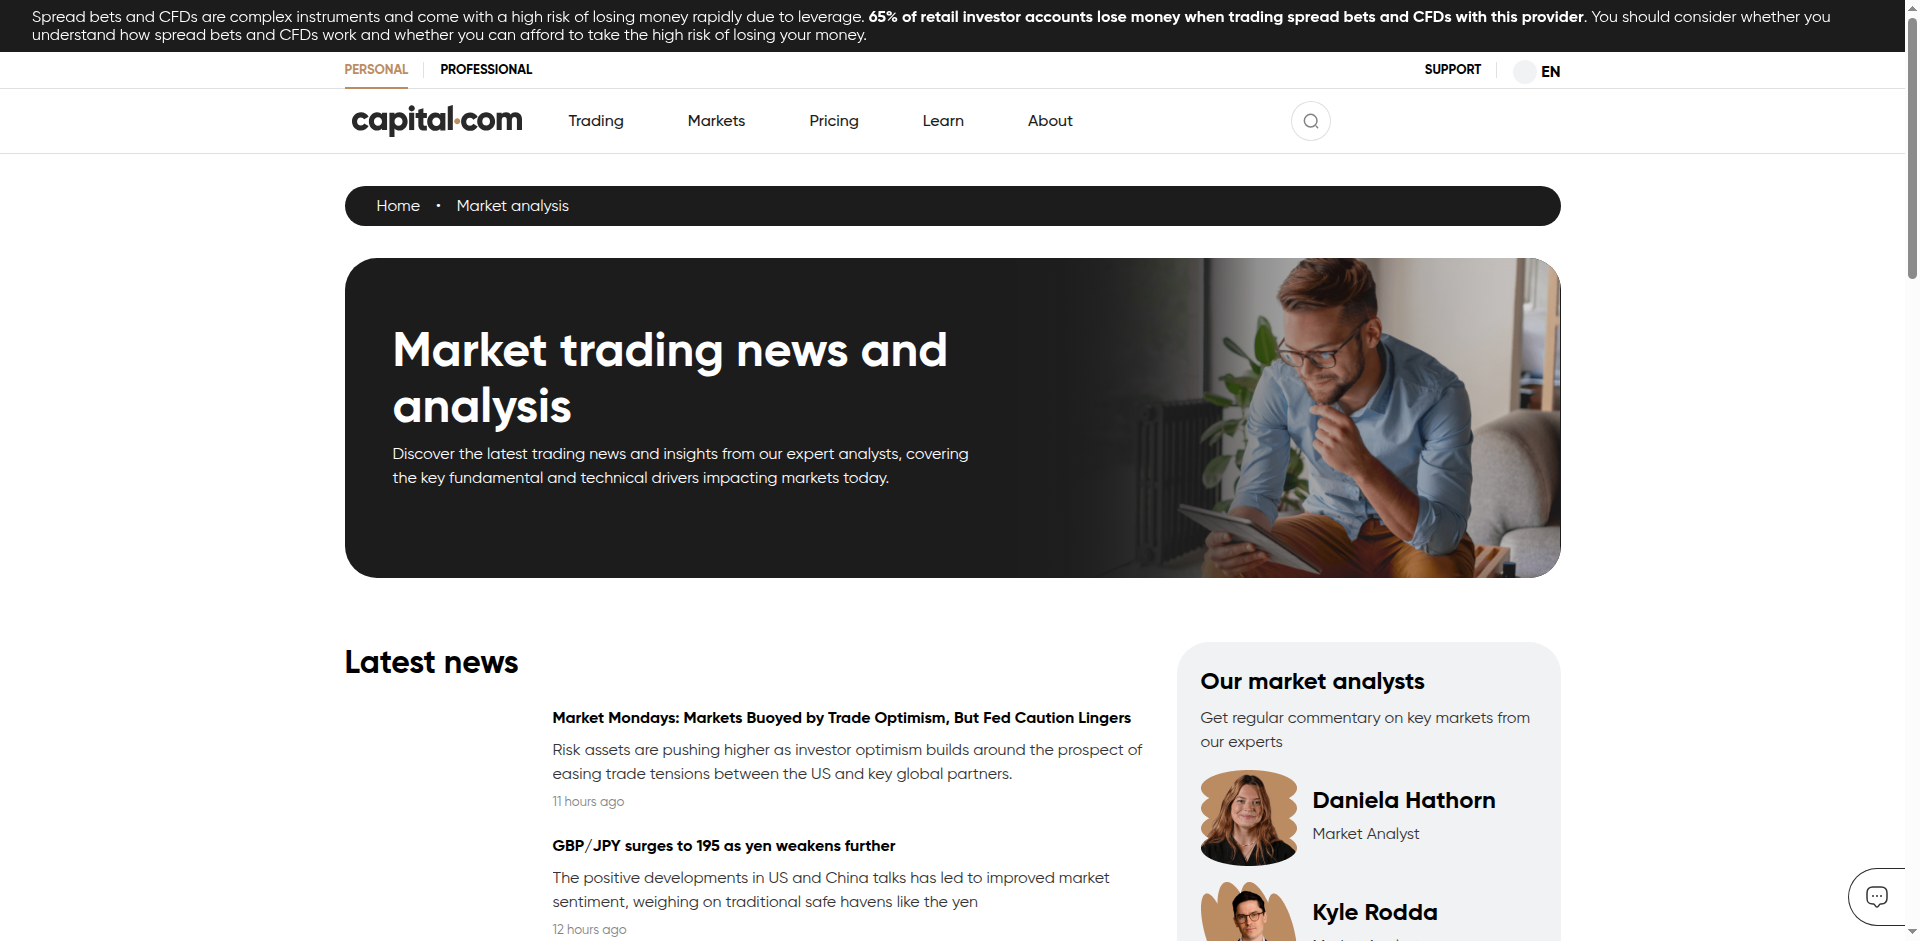 Spread bets and CFDs are complex instruments and come with a high risk of losing money rapidly due to leverage. 65% of retail investor accounts lose money when trading spread bets and CFDs with this provider. You should consider whether you
understand how spread bets and CFDs work and whether you can afford to take the high risk of losing your money.
PERSONAL PROFESSIONAL SUPPORT EN
capital.com Trading Markets Pricing Learn About
Home • Market analysis
Market trading news and
analysis
Discover the latest trading news and insights from our expert analysts, covering
the key fundamental and technical drivers impacting markets today.
Latest news
Market Mondays: Markets Buoyed by Trade Optimism, But Fed Caution Lingers
Risk assets are pushing higher as investor optimism builds around the prospect of
easing trade tensions between the US and key global partners.
11 hours ago
GBP/JPY surges to 195 as yen weakens further
The positive developments in US and China talks has led to improved market
sentiment, weighing on traditional safe havens like the yen
12 hours ago
Our market analysts
Get regular commentary on key markets from
our experts
Daniela Hathorn
Market Analyst
Kyle Rodda